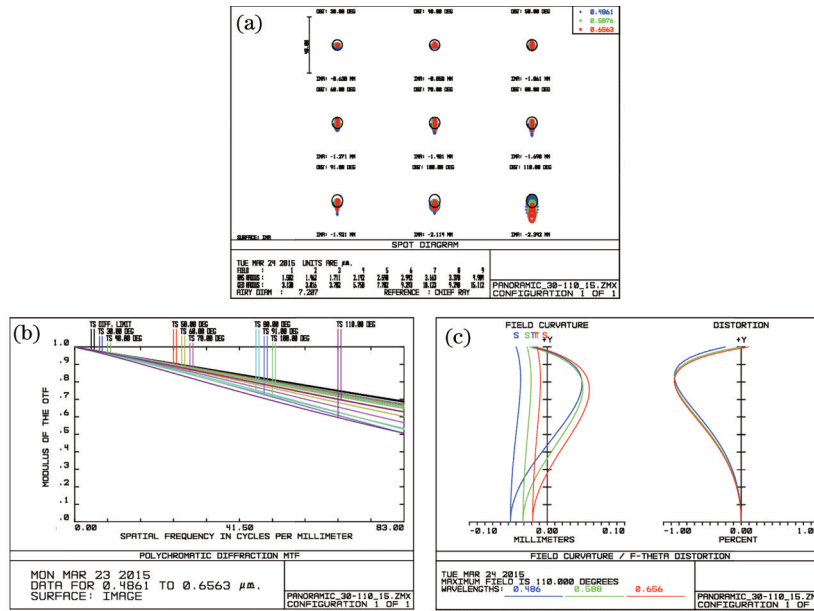 (a)
OBJ: 30.00 DEG OBJ: 40.00 DEG OBJ: 50.00 DEG
0.4861
0.5876
0.6563
40.00
IMA: -0.630 MM IMA: -0.850 MM IMA: -1.061 MM
OBJ: 60.00 DEG OBJ: 70.00 DEG OBJ: 80.00 DEG
IMA: -1.271 MM IMA: -1.481 MM IMA: -1.690 MM
OBJ: 91.00 DEG OBJ: 100.00 DEG OBJ: 110.00 DEG
IMA: -1.921 MM IMA: -2.119 MM
SURFACE: IMA
SPOT DIAGRAM
TUE MAR 24 2015 UNITS ARE µm.
FIELD : 1 2 3 4 5 6 7 8 9
RMS RADIUS :
GEO RADIUS :
AIRY DIAM : 7.207 REFERENCE : CHIEF RAY
PANORAMIC_30-110_15.ZMX
CONFIGURATION 1 OF 1
(b)
TS DIFF. LIMIT TS 50.00 DEG TS 80.00 DEG TS 110.00 DEG
TS 30.00 DEG TS 60.00 DEG TS 91.00 DEG
TS 40.00 DEG TS 70.00 DEG TS 100.00 DEG
1.0
.9
.8
.7
.6
.5
.4
.3
.2
.1
.0
MODULUS OF THE OTF
0.00 41.50 83.00
SPATIAL FREQUENCY IN CYCLES PER MILLIMETER
POLYCHROMATIC DIFFRACTION MTF
MON MAR 23 2015
DATA FOR 0.4861 TO 0.6563 µm.
SURFACE: IMAGE
PANORAMIC_30-110_15.ZMX
CONFIGURATION 1 OF 1
(c)
FIELD CURVATURE DISTORTION
S STTT S +Y +Y
-0.10 0.00 0.10 -1.00 0.00 1.0
MILLIMETERS PERCENT
FIELD CURVATURE / F-THETA DISTORTION
TUE MAR 24 2015
MAXIMUM FIELD IS 110.000 DEGREES
WAVELENGTHS: 0.486 0.588 0.656
PANORAMIC_30-110_15.ZMX
CONFIGURATION 1 OF 1